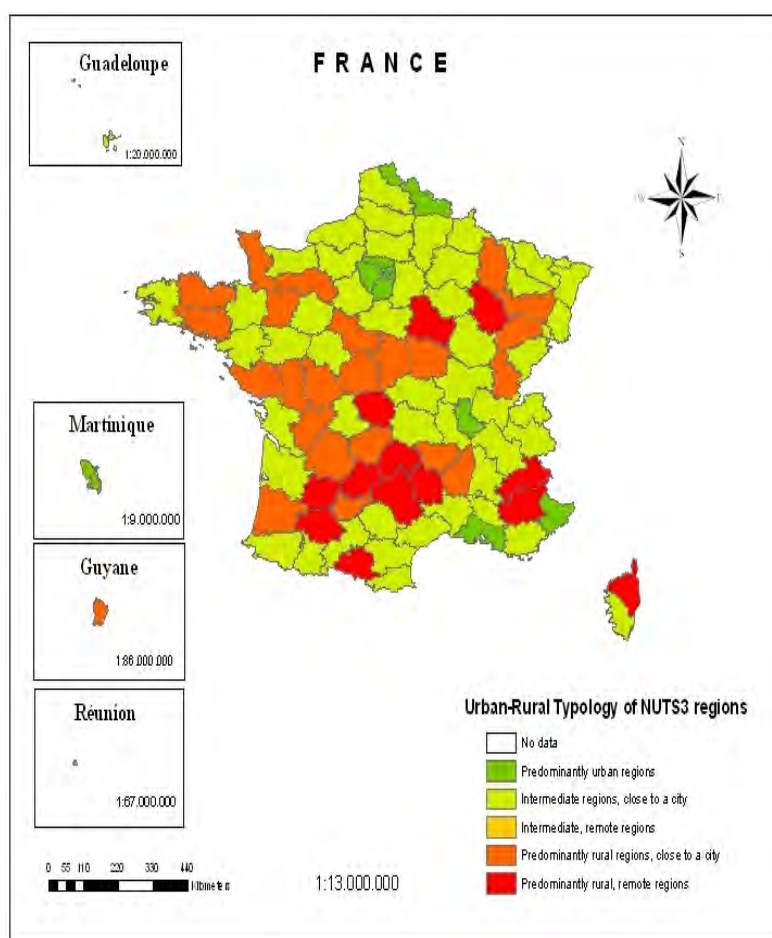 FRANCE
Guadeloupe
1:20.000.000
N
W
E
S
Martinique
1:9.000.000
Guyane
1:86.000.000
Réunion
1:67.000.000
Urban-Rural Typology of NUTS3 regions
No data
Predominantly urban regions
Intermediate regions, close to a city
Intermediate, remote regions
Predominantly rural regions, close to a city
Predominantly rural, remote regions
0 55 110 220 330 440
Kilometers
1:13.000.000